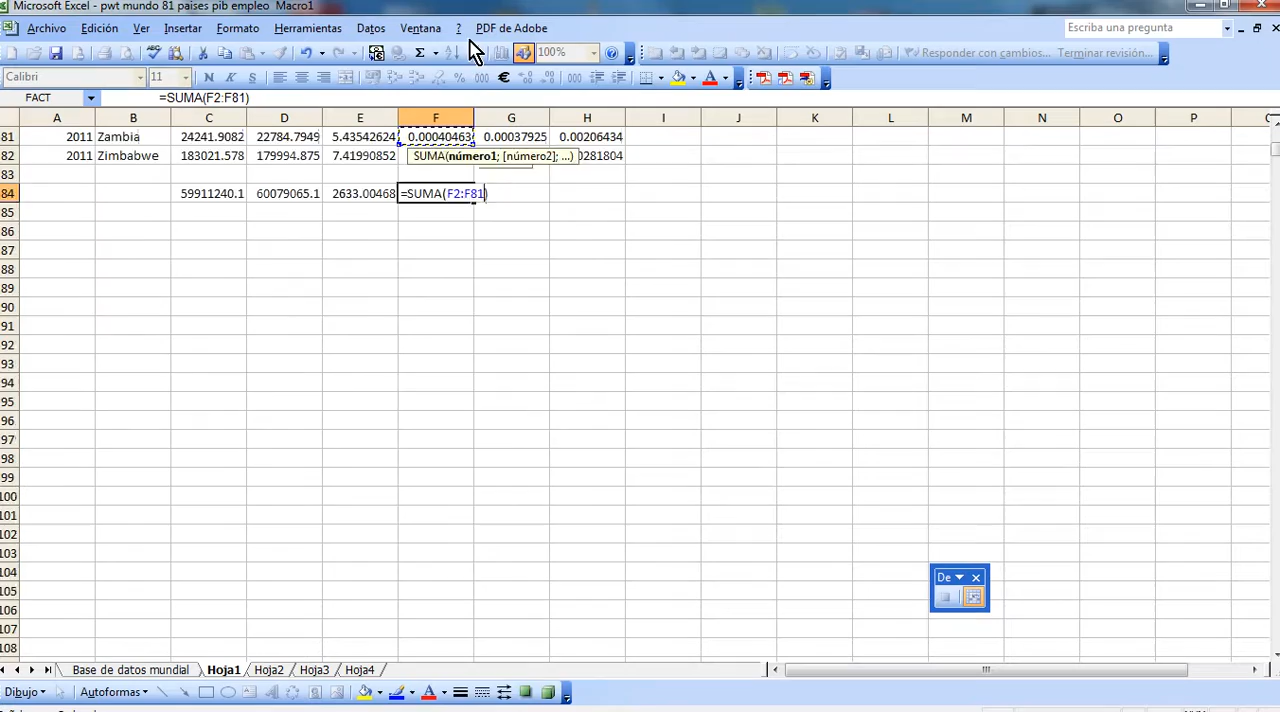 Microsoft Excel - pwt mundo 81 paises pib empleo Macro1
Archivo Edición Ver Insertar Formato Herramientas Datos Ventana ? PDF de Adobe Escriba una pregunta
100% Responder con cambios... Terminar revisión...
Calibri 11 N K S % 000 €
FACT =SUMA(F2:F81)
A B C D E F G H I J K L M N O P
81 2011 Zambia 24241.9082 22784.7949 5.43542624 0.00040463 0.00037925 0.00206434
82 2011 Zimbabwe 183021.578 179994.875 7.41990852 SUMA(número1; [número2]; ...) 0281804
83
84 59911240.1 60079065.1 2633.00468 =SUMA(F2:F81)
85
86
87
88
89
90
91
92
93
94
95
96
97
98
99
100
101
102
103
104
105
106
107
108
De
Base de datos mundial Hoja1 Hoja2 Hoja3 Hoja4
Dibujo Autoformas